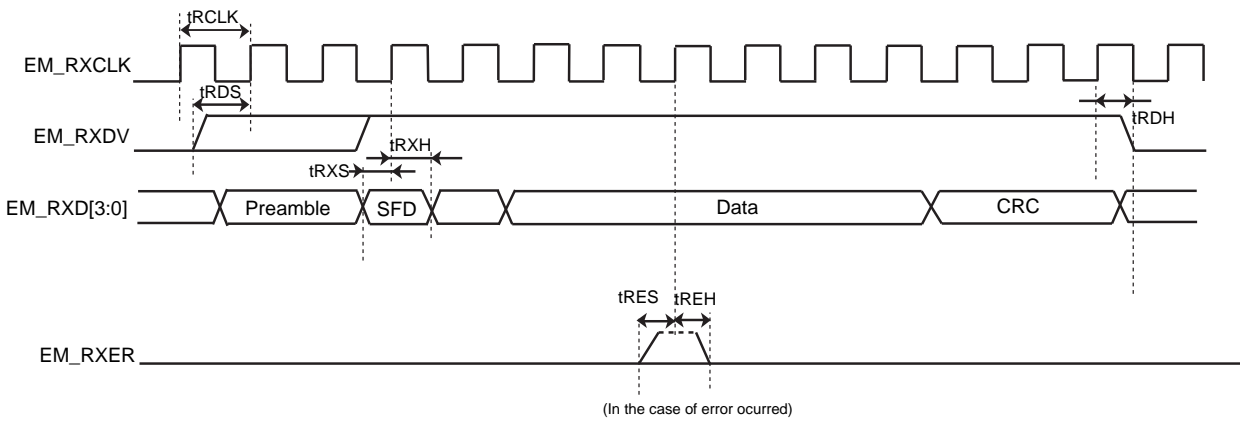 tRCLK
EM_RXCLK
tRDS
EM_RXDV
tRDH
tRXH
tRXS
EM_RXD[3:0]
Preamble
SFD
Data
CRC
tRES
tREH
EM_RXER
(In the case of error ocurred)